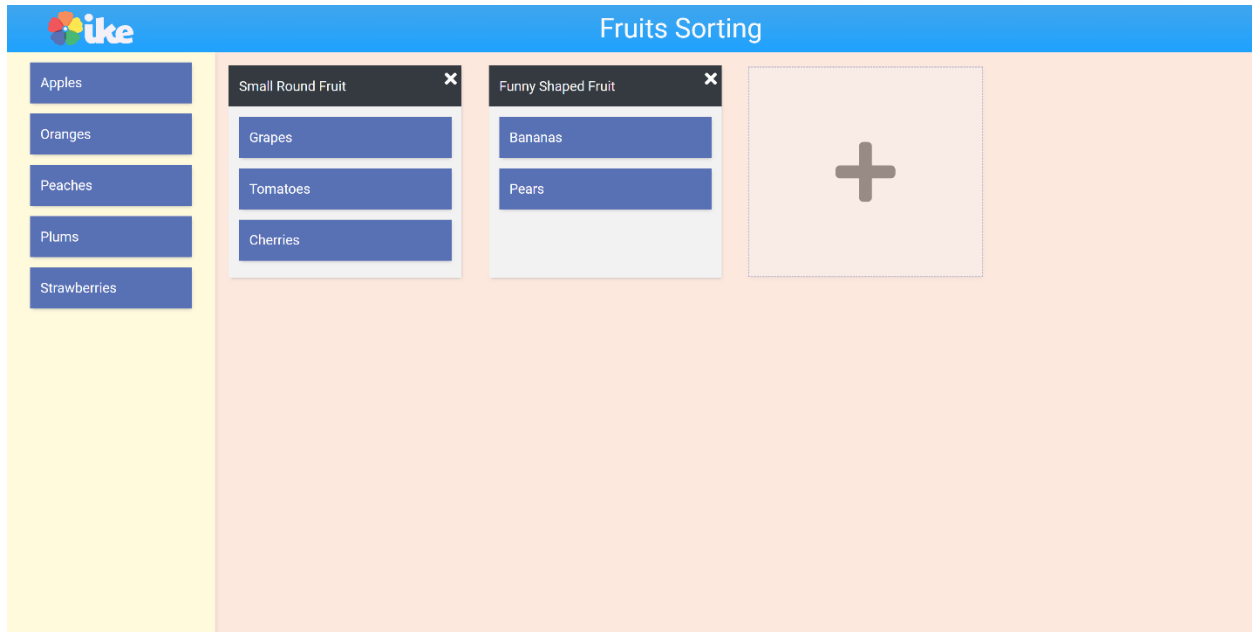 ike
Fruits Sorting
Apples
Oranges
Peaches
Plums
Strawberries
Small Round Fruit
Grapes
Tomatoes
Cherries
Funny Shaped Fruit
Bananas
Pears